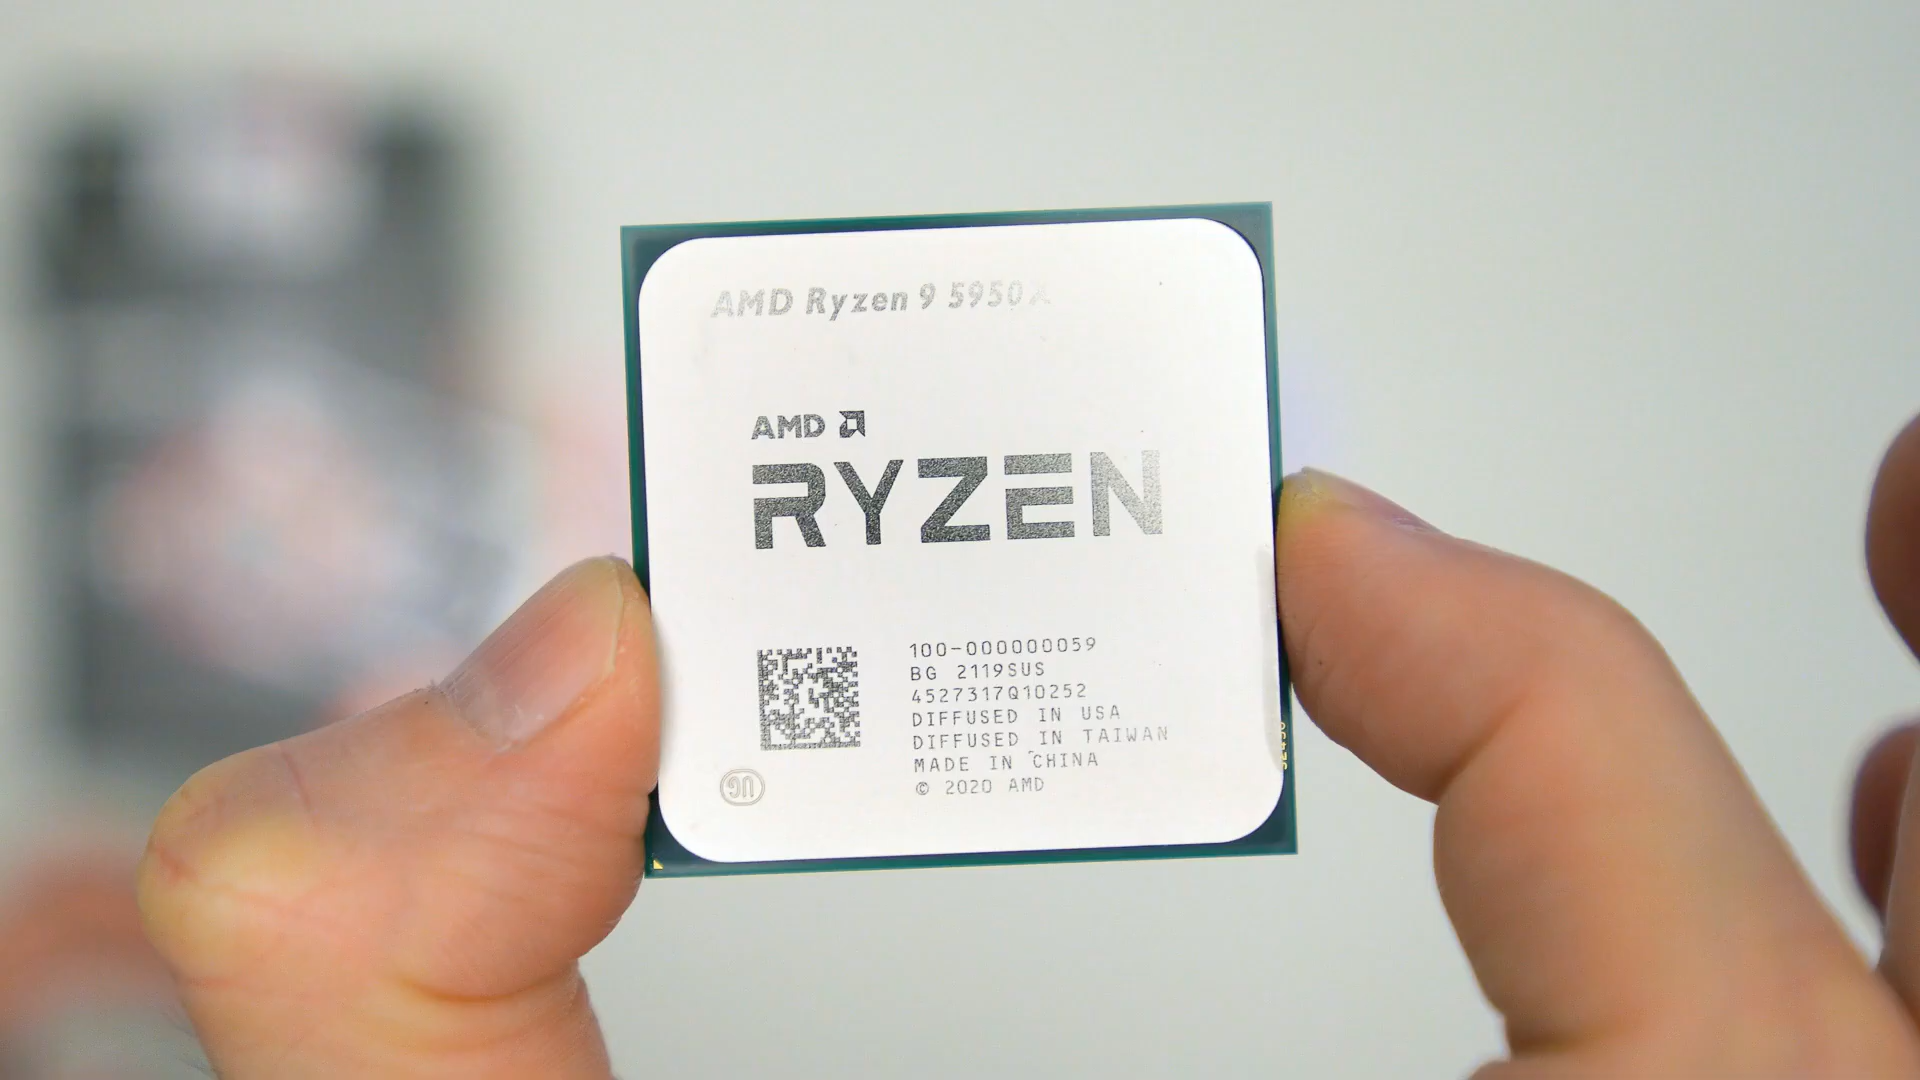 AMD Ryzen 9 5950X
AMD
RYZEN
100-000000059
BG 2119SUS
4527317Q10252
DIFFUSED IN USA
DIFFUSED IN TAIWAN
MADE IN CHINA
© 2020 AMD